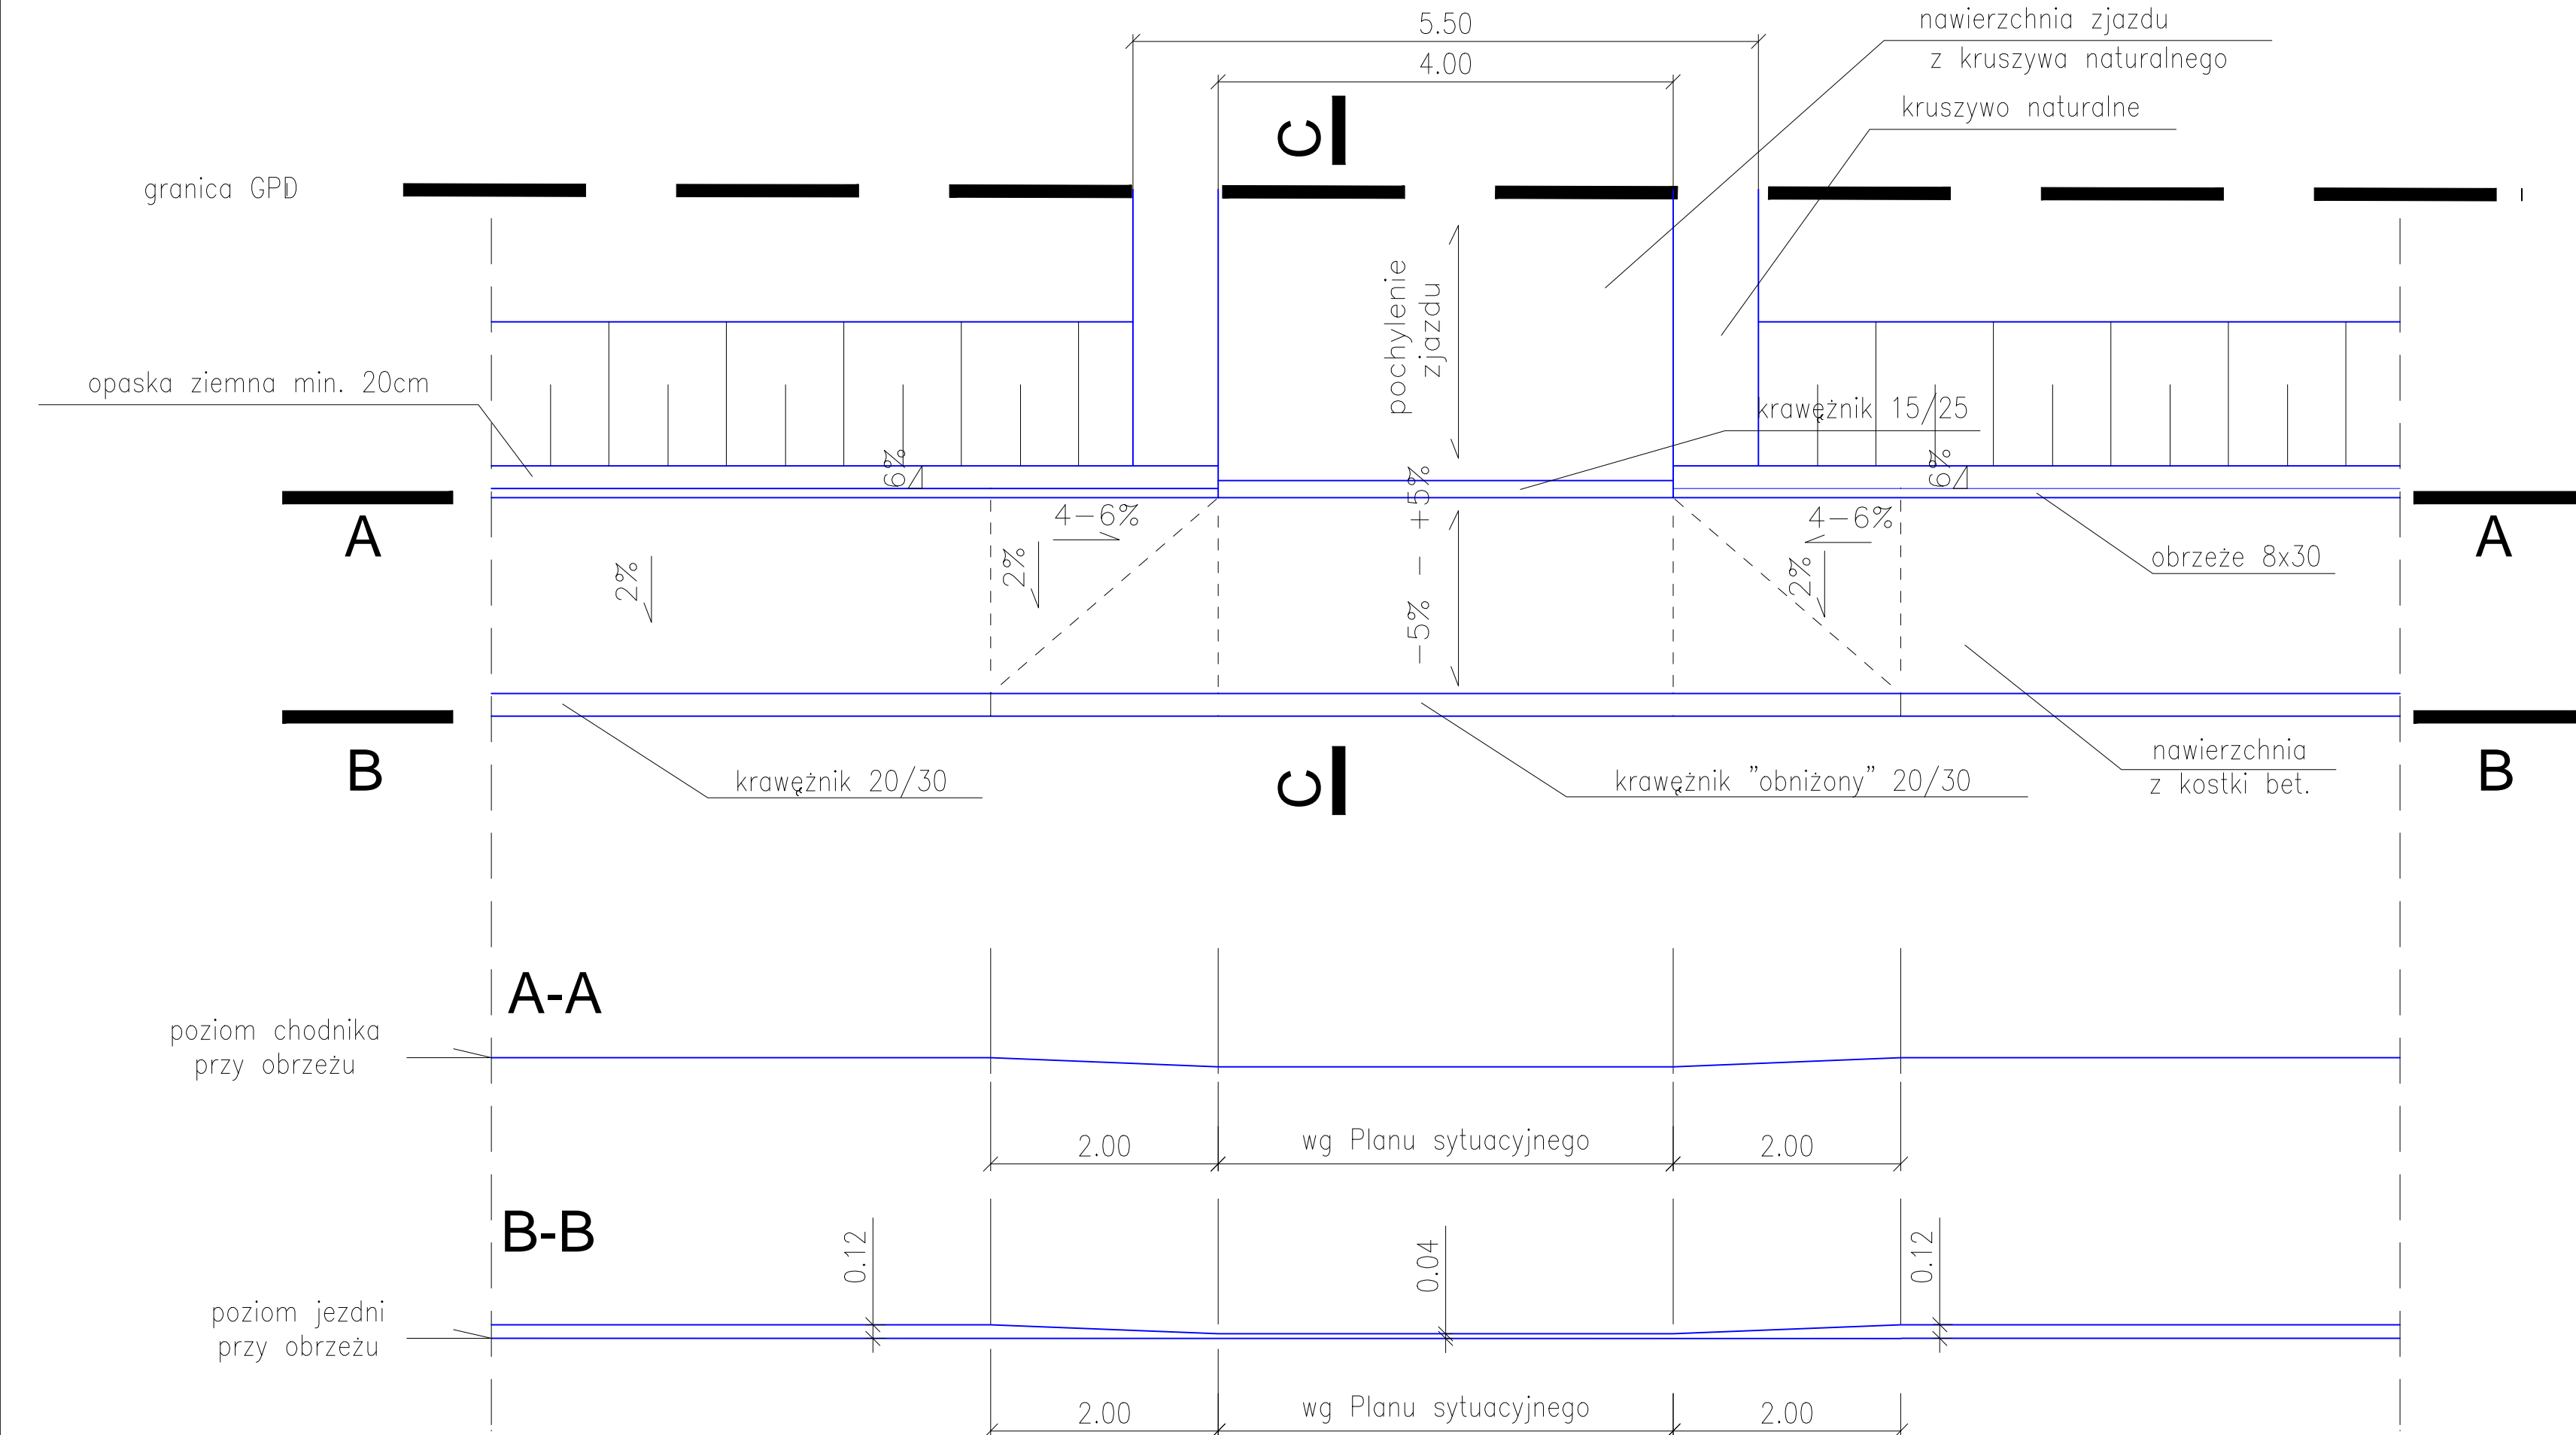 5.50
4.00
nawierzchnia zjazdu
z kruszywa naturalnego
kruszywo naturalne
C
granica GPD
pochylenie
zjazdu
opaska ziemna min. 20cm
krawężnik 15/25
6%
6%
A
4-6%
2%
2%
-5% - +5%
4-6%
2%
A
obrzeże 8x30
B
krawężnik 20/30
C
krawężnik "obniżony" 20/30
nawierzchnia
z kostki bet.
B
A-A
poziom chodnika
przy obrzeżu
2.00
wg Planu sytuacyjnego
2.00
B-B
0.12
0.04
0.12
poziom jezdni
przy obrzeżu
2.00
wg Planu sytuacyjnego
2.00